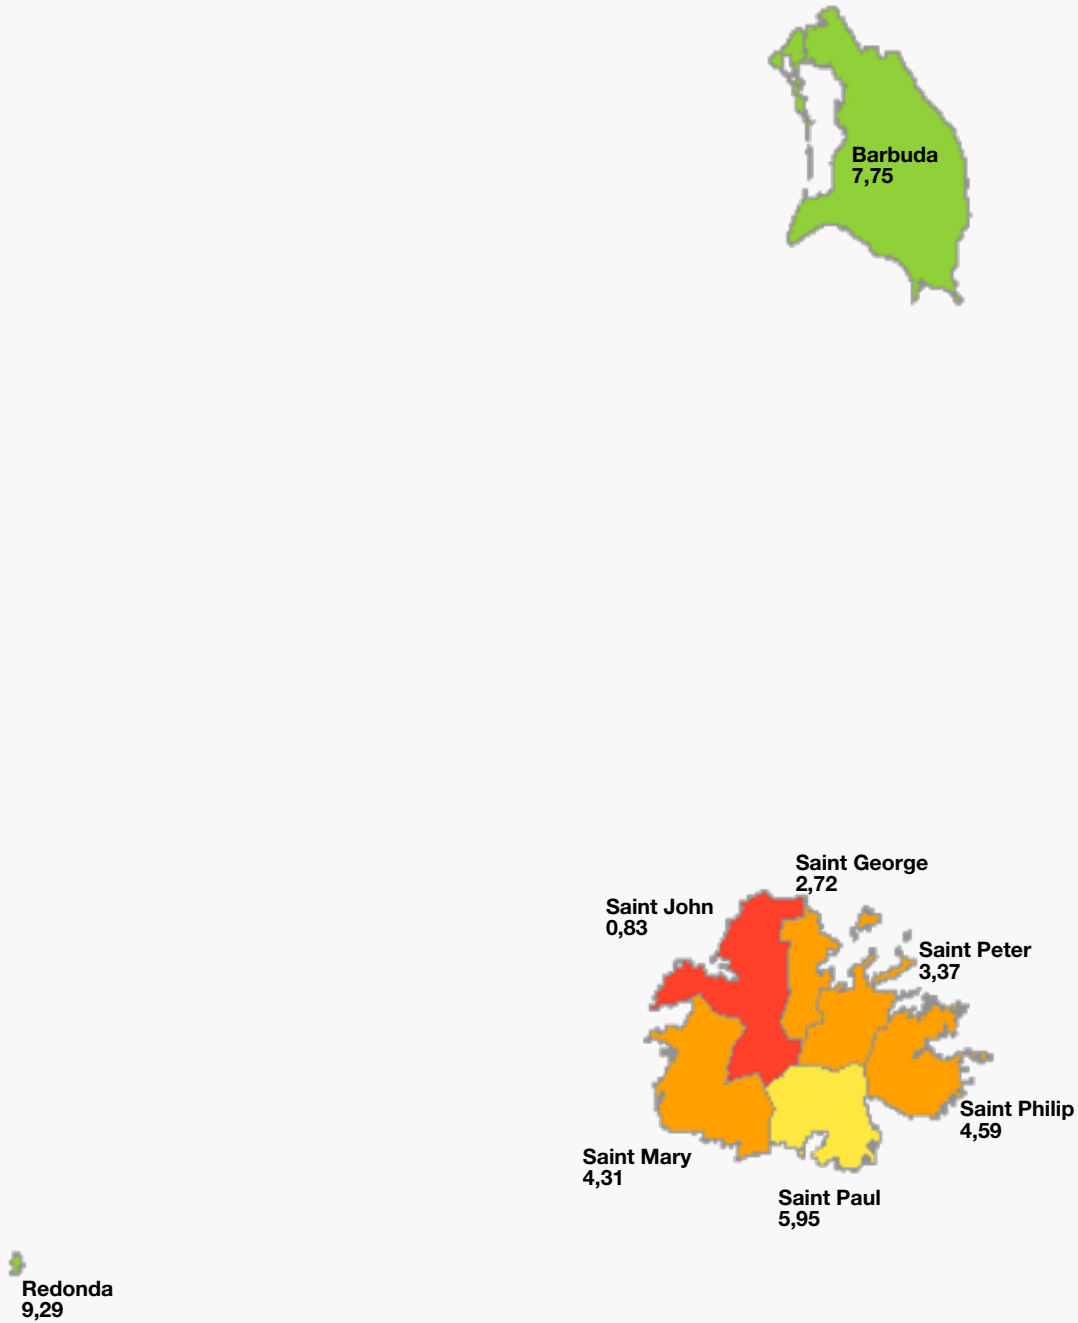 Barbuda
7,75
Saint George
2,72
Saint John
0,83
Saint Peter
3,37
Saint Philip
4,59
Saint Mary
4,31
Saint Paul
5,95
Redonda
9,29